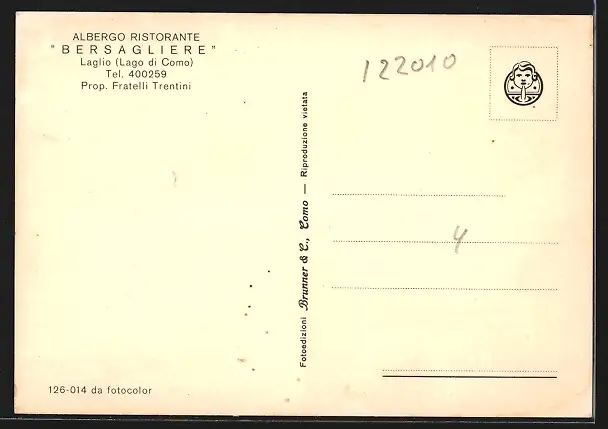 ALBERGO RISTORANTE
" BERSAGLIERE "
Laglio (Lago di Como)
Tel. 400259
Prop. Fratelli Trentini
122010
Fotoedizioni Brunner & C., Como — Riproduzione vietata
4
126-014 da fotocolor